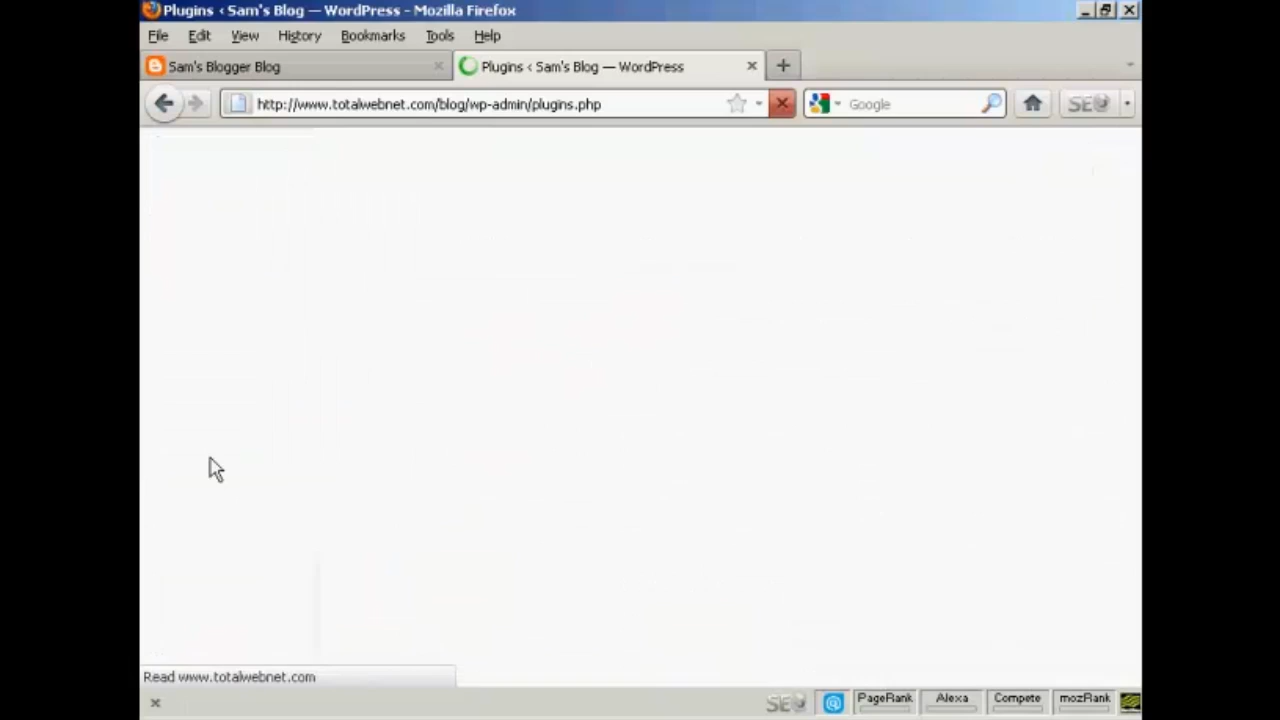 Plugins ‹ Sam's Blog — WordPress - Mozilla Firefox
File Edit View History Bookmarks Tools Help
Sam's Blogger Blog Plugins ‹ Sam's Blog — WordPress
http://www.totalwebnet.com/blog/wp-admin/plugins.php Google SEO
Read www.totalwebnet.com
SEO PageRank Alexa Compete mozRank